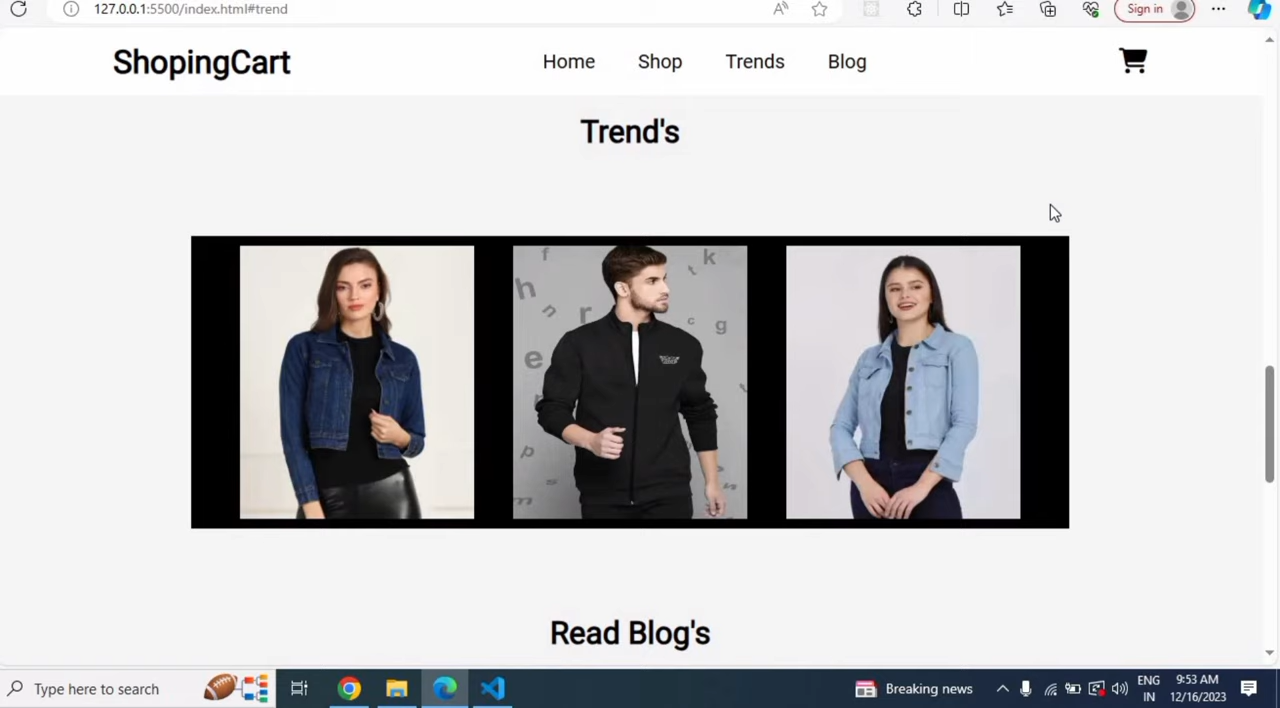 127.0.0.1:5500/index.html#trend
Sign in
ShopingCart
Home
Shop
Trends
Blog
Trend's
f
k
h
t
n
r
c
g
e
p
s
m
Read Blog's
Type here to search
Breaking news
ENG
IN
9:53 AM
12/16/2023